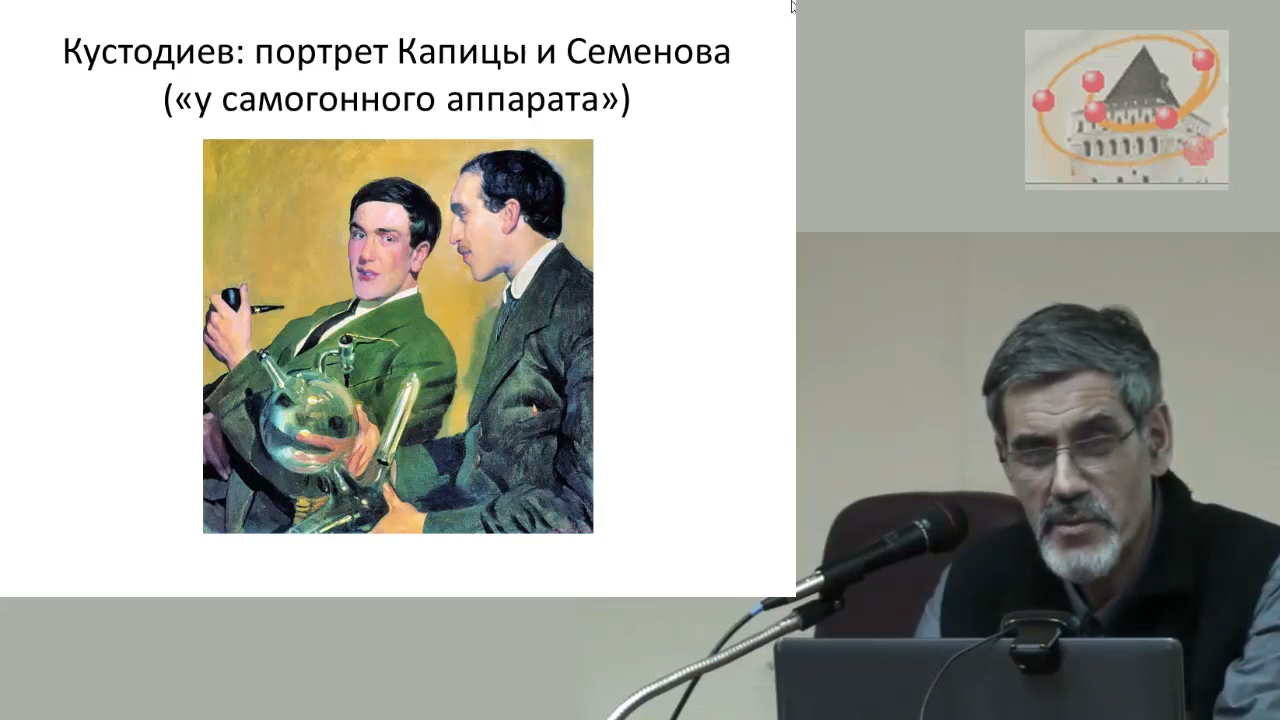 Кустодиев: портрет Капицы и Семенова
(«у самогонного аппарата»)